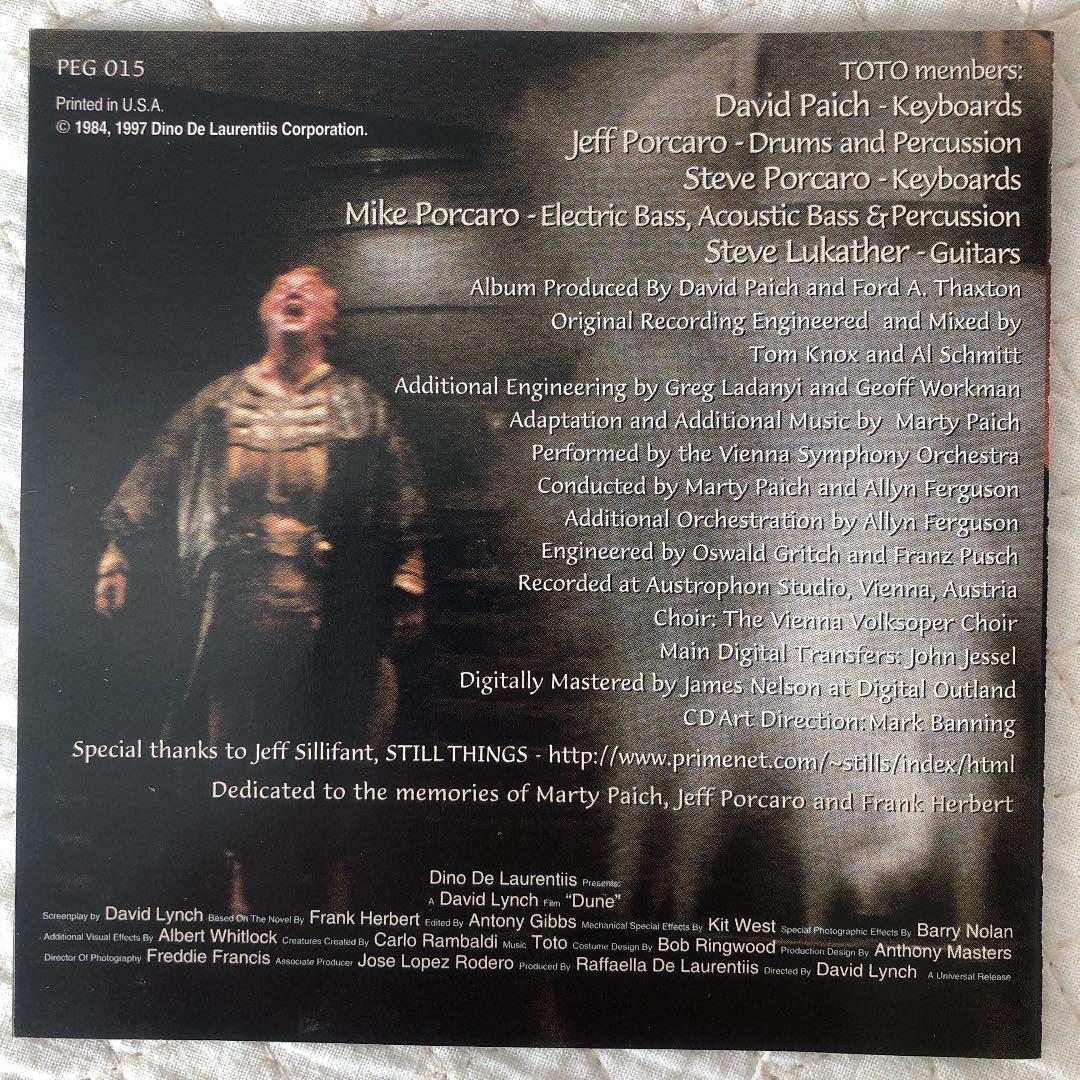 PEG 015
Printed in U.S.A.
© 1984, 1997 Dino De Laurentiis Corporation.
TOTO members:
David Paich - Keyboards
Jeff Porcaro - Drums and Percussion
Steve Porcaro - Keyboards
Mike Porcaro - Electric Bass, Acoustic Bass & Percussion
Steve Lukather - Guitars
Album Produced By David Paich and Ford A. Thaxton
Original Recording Engineered and Mixed by
Tom Knox and Al Schmitt
Additional Engineering by Greg Ladanyi and Geoff Workman
Adaptation and Additional Music by Marty Paich
Performed by the Vienna Symphony Orchestra
Conducted by Marty Paich and Allyn Ferguson
Additional Orchestration by Allyn Ferguson
Engineered by Oswald Gritch and Franz Pusch
Recorded at Austrophon Studio, Vienna, Austria
Choir: The Vienna Volksoper Choir
Main Digital Transfers: John Jessel
Digitally Mastered by James Nelson at Digital Outland
CD Art Direction: Mark Banning
Special thanks to Jeff Sillifant, STILL THINGS - http://www.primenet.com/~stills/index/html
Dedicated to the memories of Marty Paich, Jeff Porcaro and Frank Herbert
Dino De Laurentiis Presents:
A David Lynch Film "Dune"
Screenplay by David Lynch Based On The Novel By Frank Herbert Edited By Antony Gibbs Mechanical Special Effects By Kit West Special Photographic Effects By Barry Nolan
Additional Visual Effects By Albert Whitlock Creatures Created By Carlo Rambaldi Music Toto Costume Design By Bob Ringwood Production Design By Anthony Masters
Director Of Photography Freddie Francis Associate Producer Jose Lopez Rodero Produced By Raffaella De Laurentiis Directed By David Lynch A Universal Release